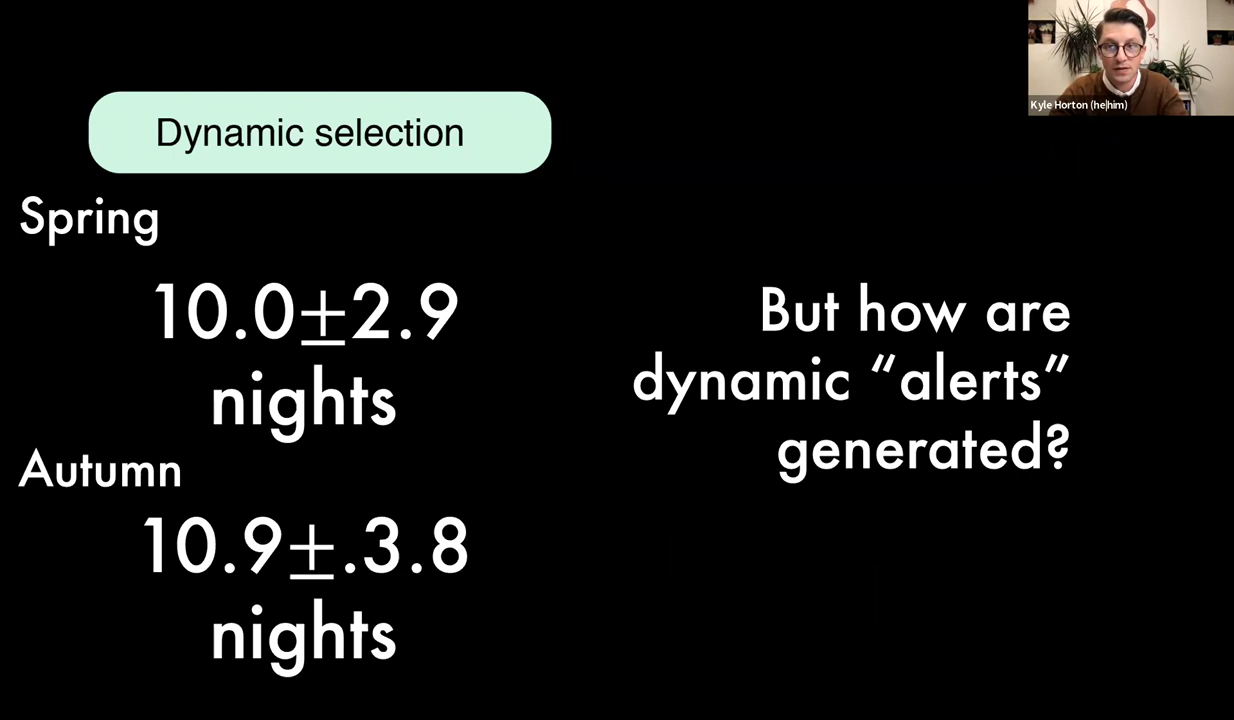 Kyle Horton (he|him)
Dynamic selection
Spring
10.0±2.9
nights
Autumn
10.9±.3.8
nights
But how are
dynamic “alerts”
generated?